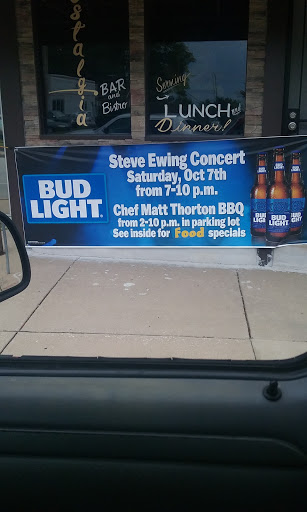 Nostalgia
BAR
and
Bistro
Serving
LUNCH and
Dinner!
BUD
LIGHT
Steve Ewing Concert
Saturday, Oct 7th
from 7-10 p.m.
Chef Matt Thorton BBQ
from 2-10 p.m. in parking lot
See inside for Food specials
BUD
LIGHT
BUD
LIGHT
BUD
LIGHT